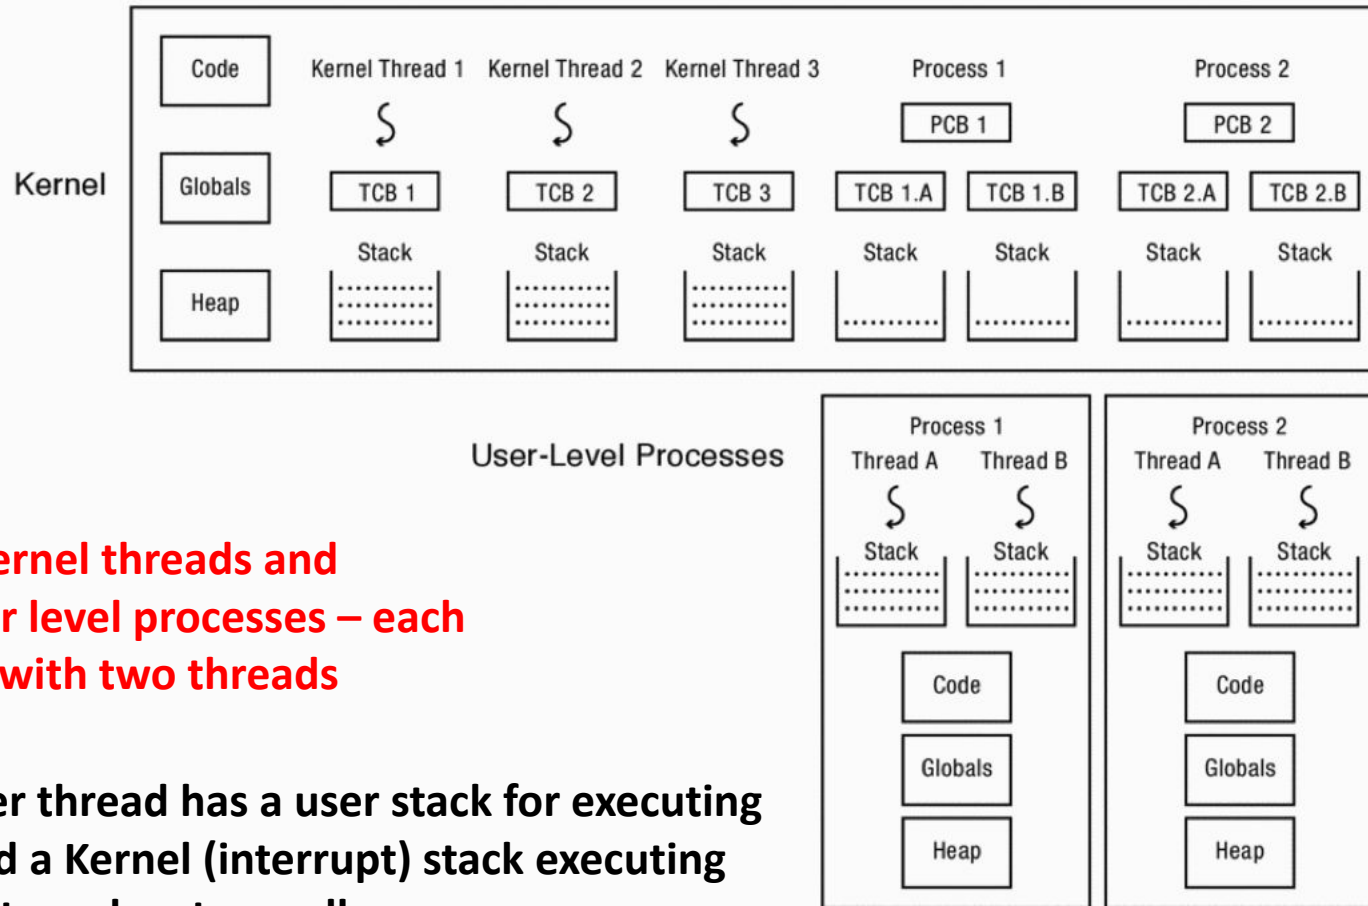 Code Kernel Thread 1 Kernel Thread 2 Kernel Thread 3 Process 1 Process 2
PCB 1 PCB 2
Kernel Globals TCB 1 TCB 2 TCB 3 TCB 1.A TCB 1.B TCB 2.A TCB 2.B
Stack Stack Stack Stack Stack Stack Stack
Heap
User-Level Processes
Process 1
Thread A Thread B
Stack Stack
Code
Globals
Heap
Process 2
Thread A Thread B
Stack Stack
Code
Globals
Heap
ernel threads and
r level processes – each
with two threads
er thread has a user stack for executing
d a Kernel (interrupt) stack executing